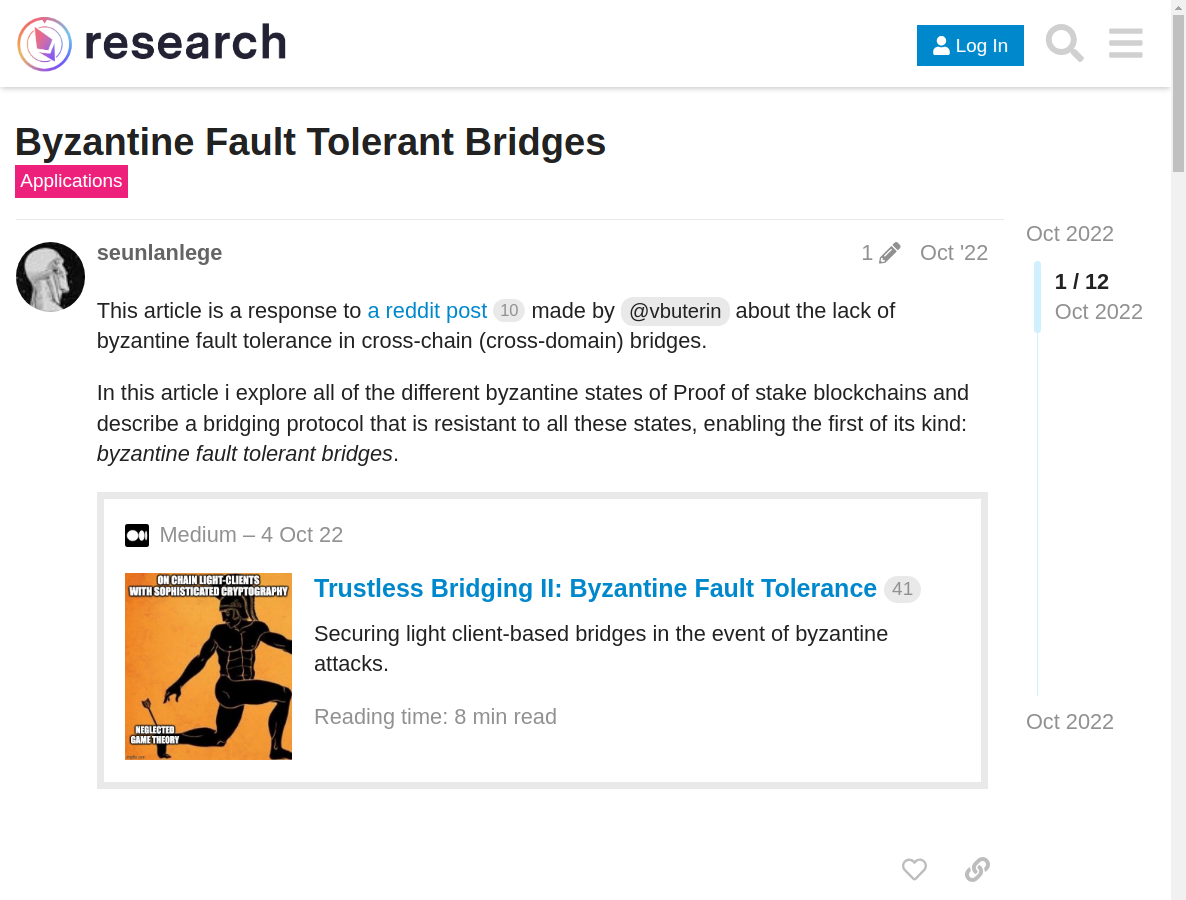 research
Log In
Byzantine Fault Tolerant Bridges
Applications
seunlanlege
1
Oct '22
This article is a response to a reddit post 10 made by @vbuterin about the lack of
byzantine fault tolerance in cross-chain (cross-domain) bridges.
In this article i explore all of the different byzantine states of Proof of stake blockchains and
describe a bridging protocol that is resistant to all these states, enabling the first of its kind:
byzantine fault tolerant bridges.
Medium – 4 Oct 22
ON CHAIN LIGHT-CLIENTS
WITH SOPHISTICATED CRYPTOGRAPHY
NEGLECTED
GAME THEORY
Trustless Bridging II: Byzantine Fault Tolerance 41
Securing light client-based bridges in the event of byzantine
attacks.
Reading time: 8 min read
Oct 2022
1 / 12
Oct 2022
Oct 2022